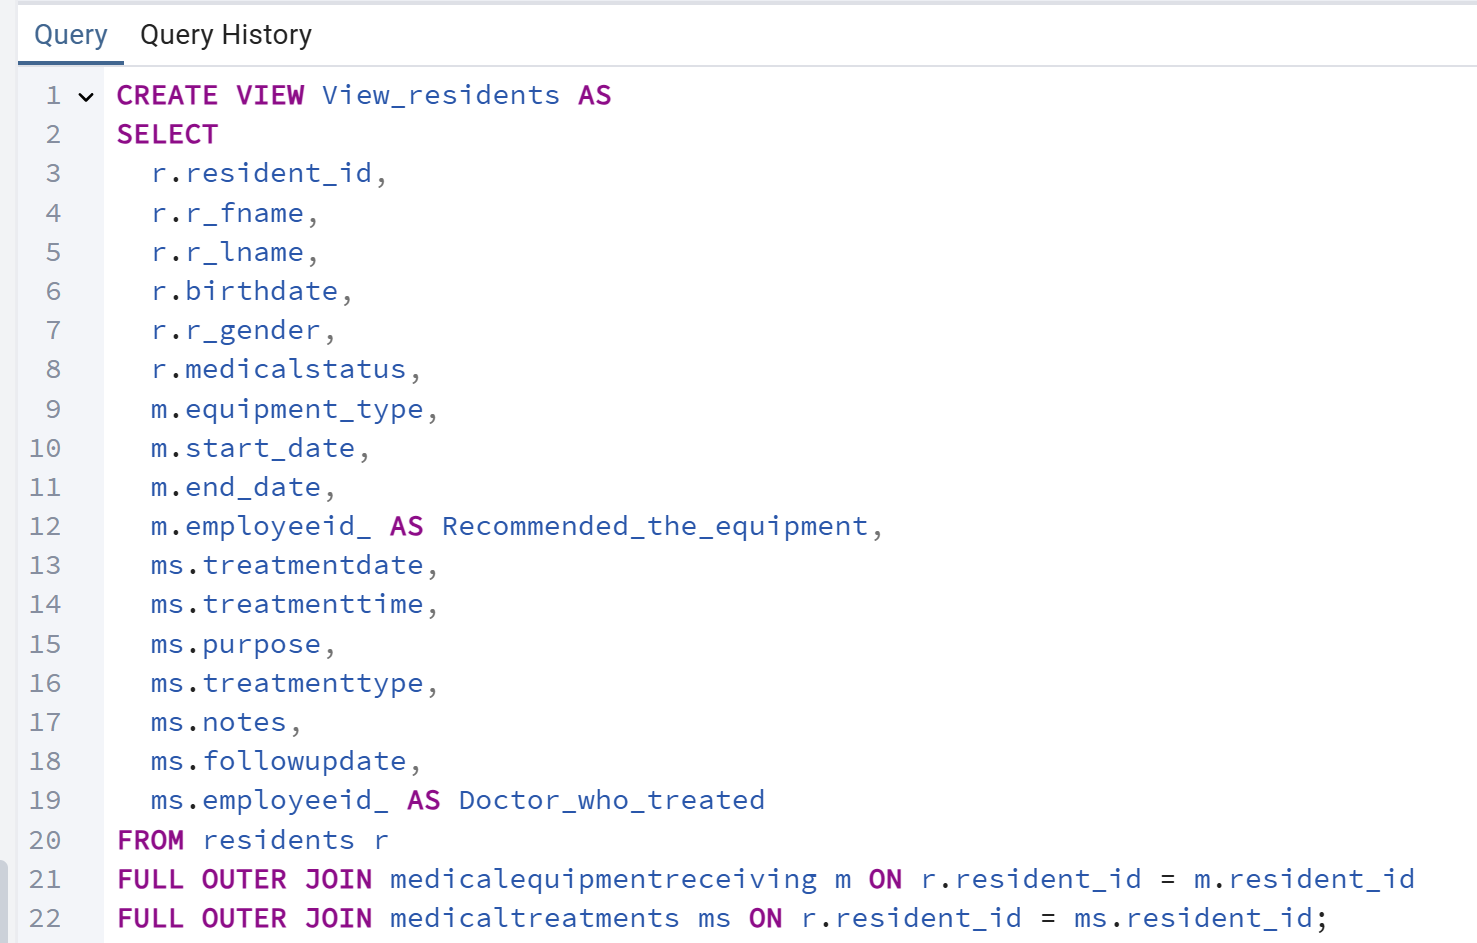 Query Query History
1 CREATE VIEW View_residents AS
2 SELECT
3 r.resident_id,
4 r.r_fname,
5 r.r_lname,
6 r.birthdate,
7 r.r_gender,
8 r.medicalstatus,
9 m.equipment_type,
10 m.start_date,
11 m.end_date,
12 m.employeeid_ AS Recommended_the_equipment,
13 ms.treatmentdate,
14 ms.treatmenttime,
15 ms.purpose,
16 ms.treatmenttype,
17 ms.notes,
18 ms.followupdate,
19 ms.employeeid_ AS Doctor_who_treated
20 FROM residents r
21 FULL OUTER JOIN medicalequipmentreceiving m ON r.resident_id = m.resident_id
22 FULL OUTER JOIN medicaltreatments ms ON r.resident_id = ms.resident_id;